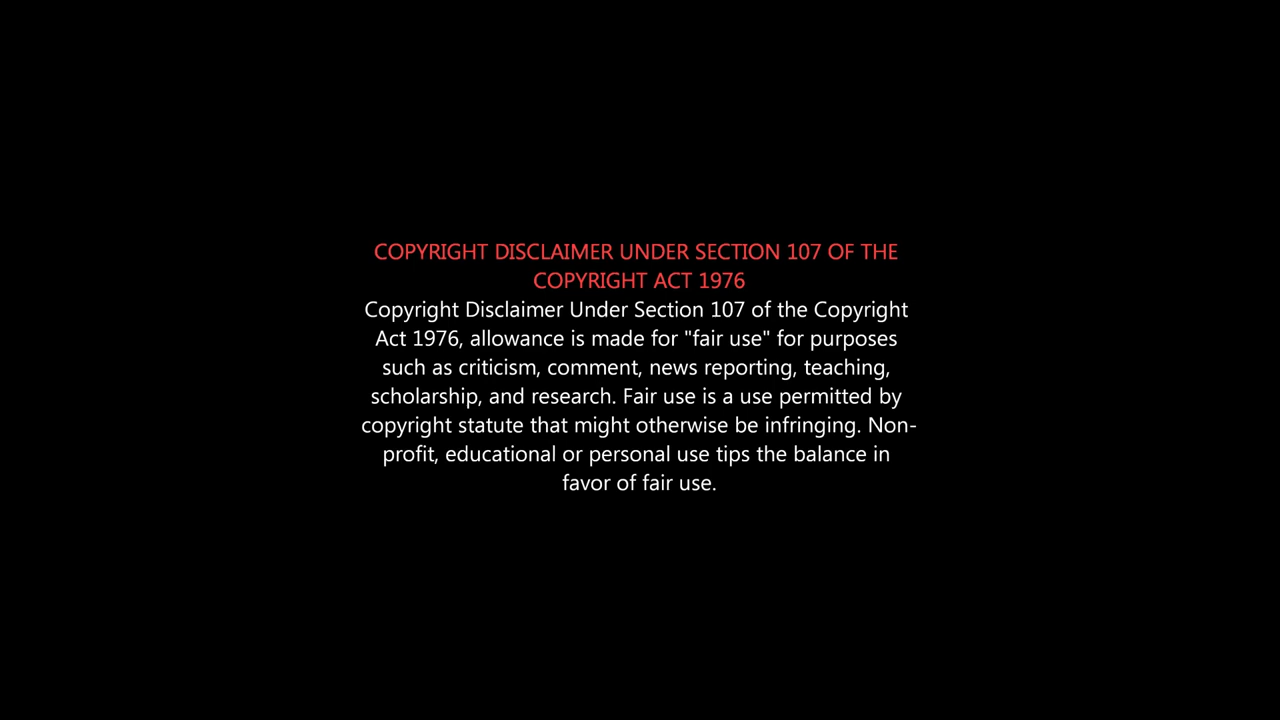 COPYRIGHT DISCLAIMER UNDER SECTION 107 OF THE
COPYRIGHT ACT 1976
Copyright Disclaimer Under Section 107 of the Copyright
Act 1976, allowance is made for "fair use" for purposes
such as criticism, comment, news reporting, teaching,
scholarship, and research. Fair use is a use permitted by
copyright statute that might otherwise be infringing. Non-
profit, educational or personal use tips the balance in
favor of fair use.